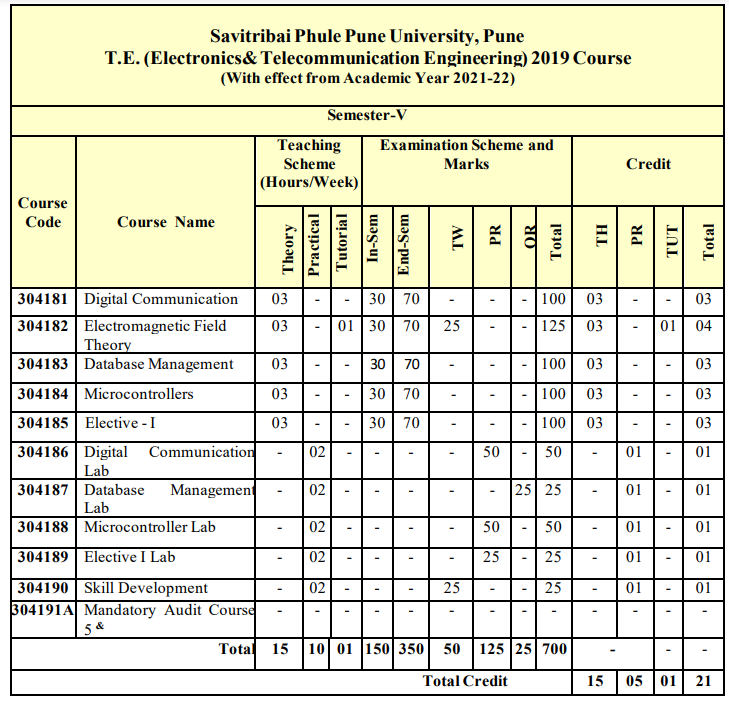 Savitribai Phule Pune University, Pune
T.E. (Electronics& Telecommunication Engineering) 2019 Course
(With effect from Academic Year 2021-22)
Semester-V
Course Code Course Name Teaching Scheme (Hours/Week) Examination Scheme and Marks Credit
Theory Practical Tutorial In-Sem End-Sem TW PR OR Total TH PR TUT Total
304181 Digital Communication 03 - - 30 70 - - - 100 03 - - 03
304182 Electromagnetic Field 03 - 01 30 70 25 - - 125 03 - 01 04
Theory
304183 Database Management 03 - - 30 70 - - - 100 03 - - 03
304184 Microcontrollers 03 - - 30 70 - - - 100 03 - - 03
304185 Elective - I 03 - - 30 70 - - - 100 03 - - 03
304186 Digital Communication - 02 - - - - 50 - 50 - 01 - 01
Lab
304187 Database Management - 02 - - - - - 25 25 - 01 - 01
Lab
304188 Microcontroller Lab - 02 - - - - 50 - 50 - 01 - 01
304189 Elective I Lab - 02 - - - - 25 - 25 - 01 - 01
304190 Skill Development - 02 - - - 25 - - 25 - 01 - 01
304191A Mandatory Audit Course - - - - - - - - - - - - -
5 &
Total 15 10 01 150 350 50 125 25 700 - - -
Total Credit 15 05 01 21